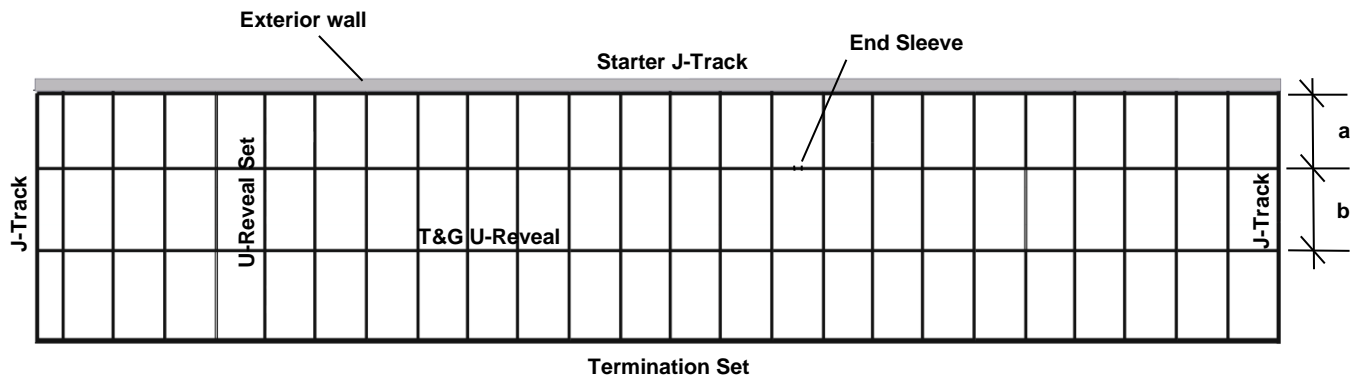 Exterior wall
End Sleeve
Starter J-Track
a
U-Reveal Set
J-Track
J-Track
b
T&G U-Reveal
Termination Set